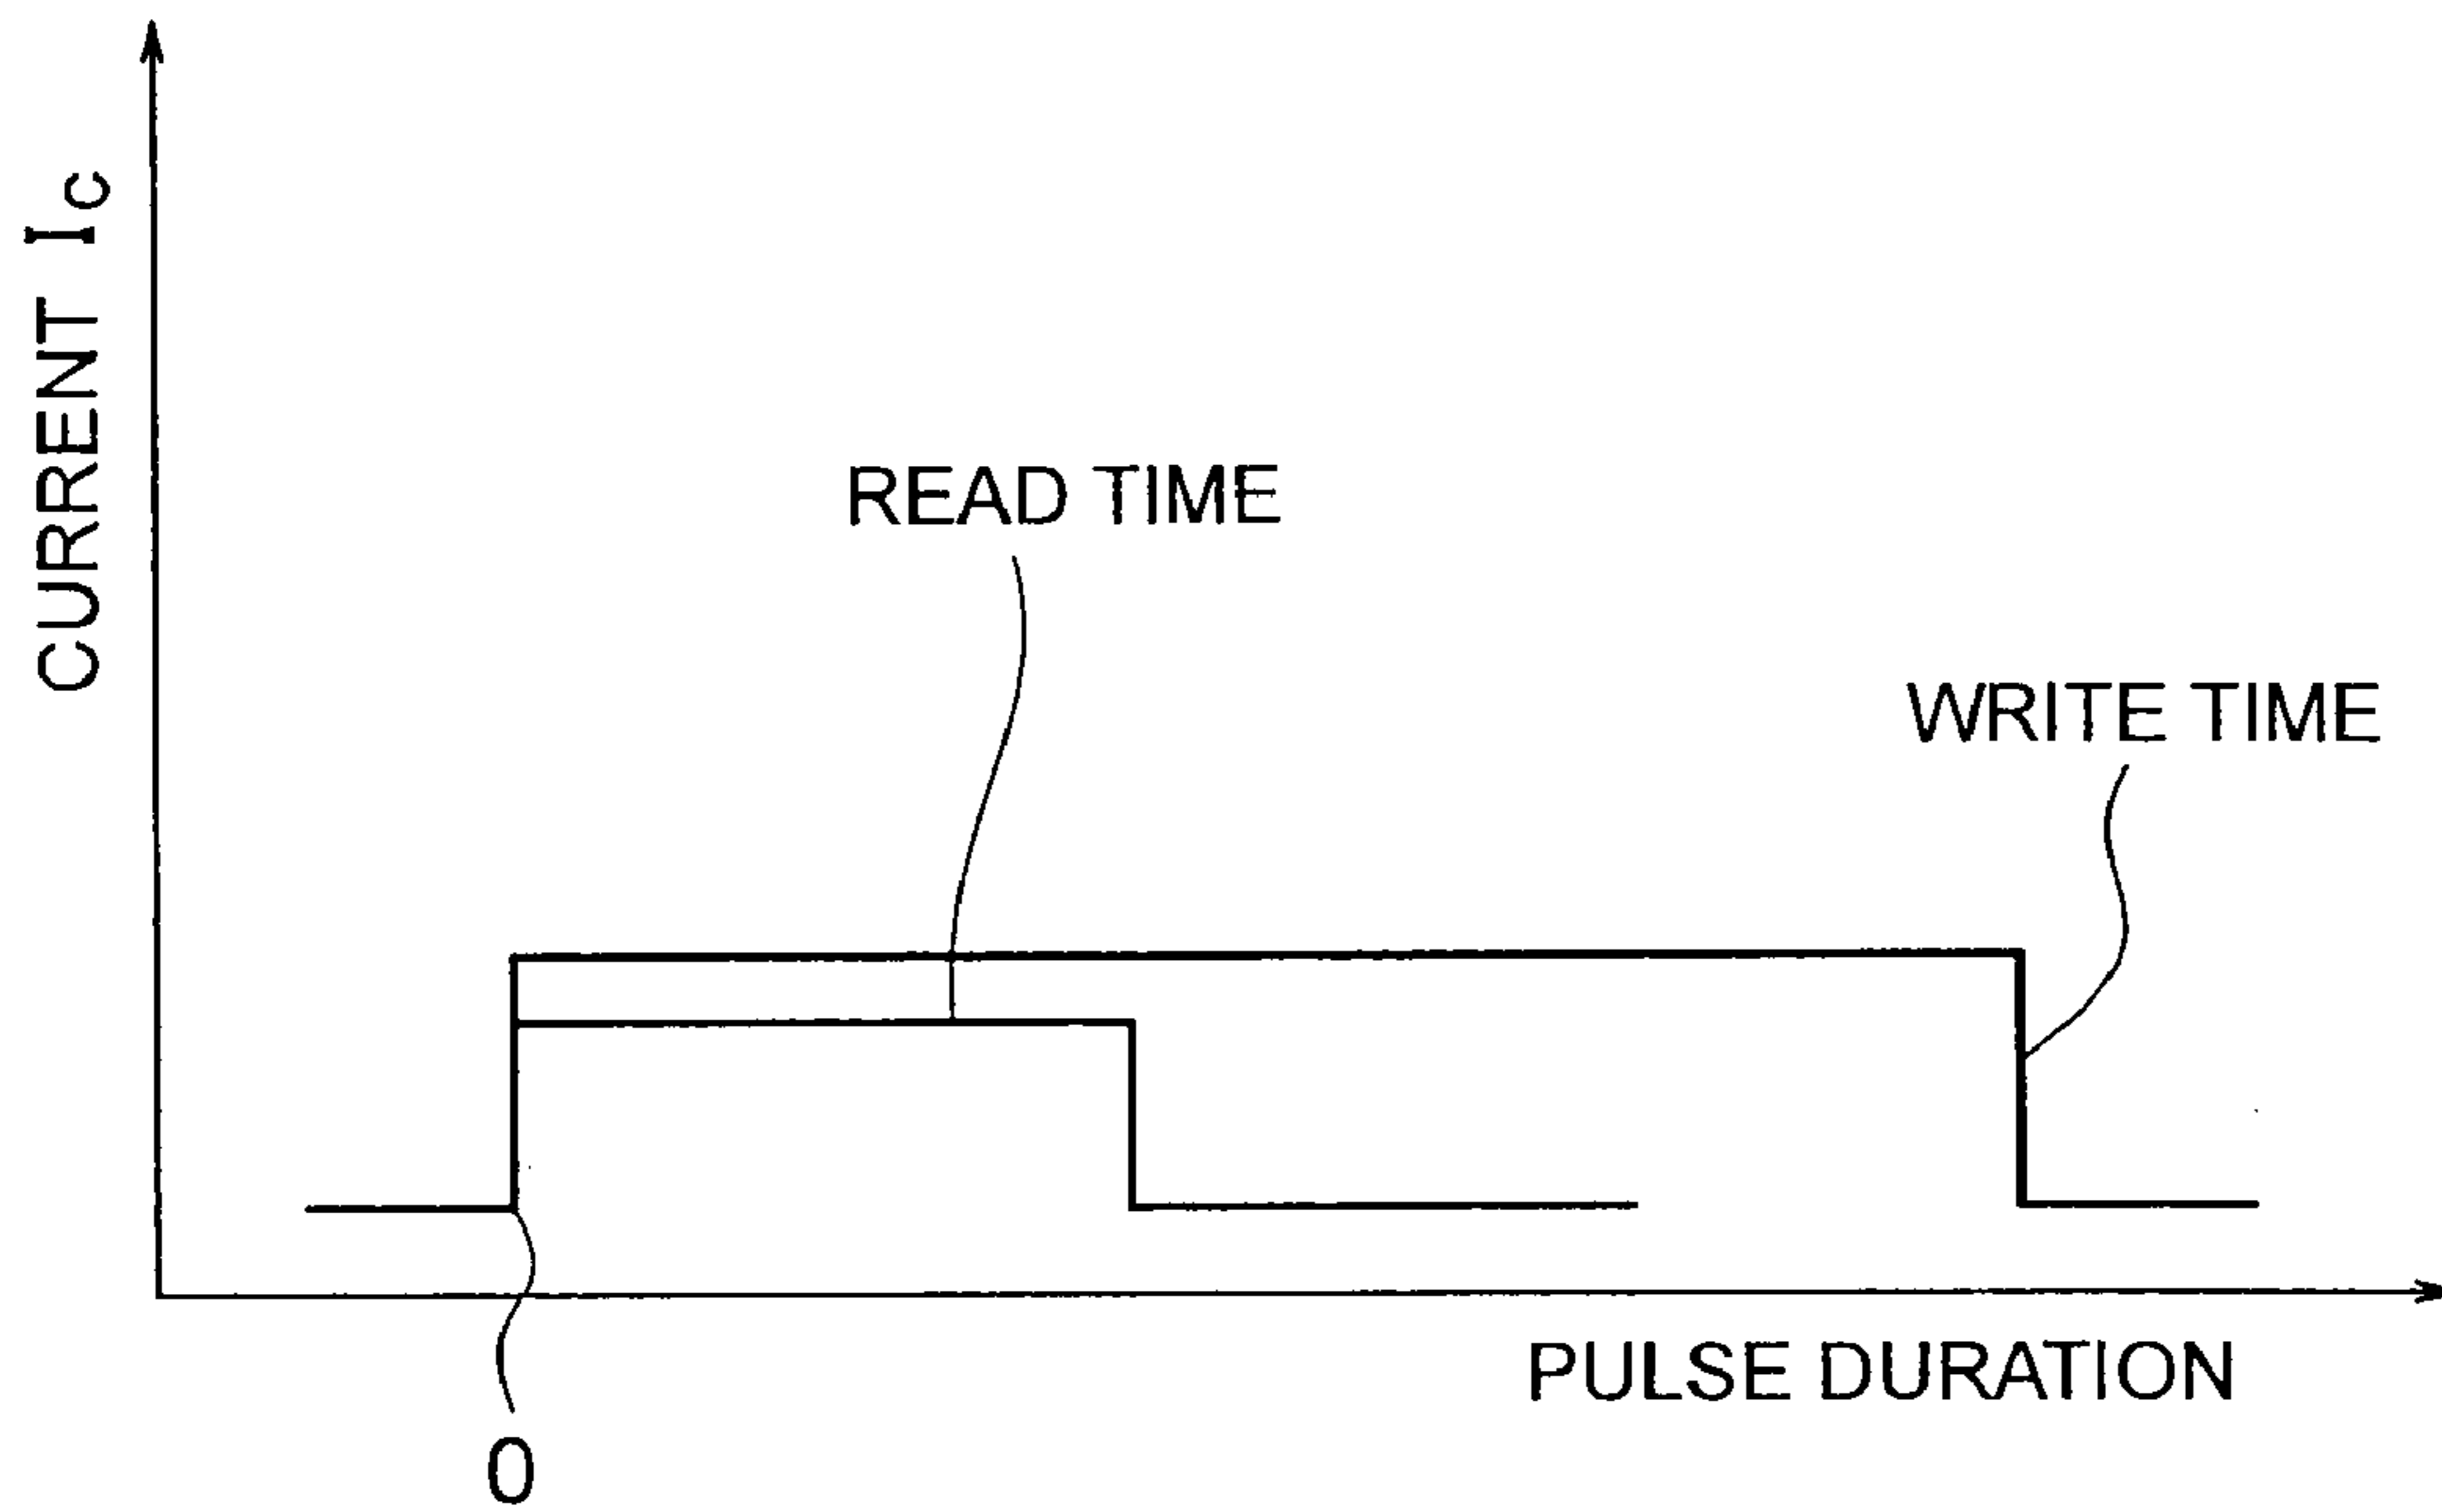 CURRENT Ic
READ TIME
WRITE TIME
PULSE DURATION
0